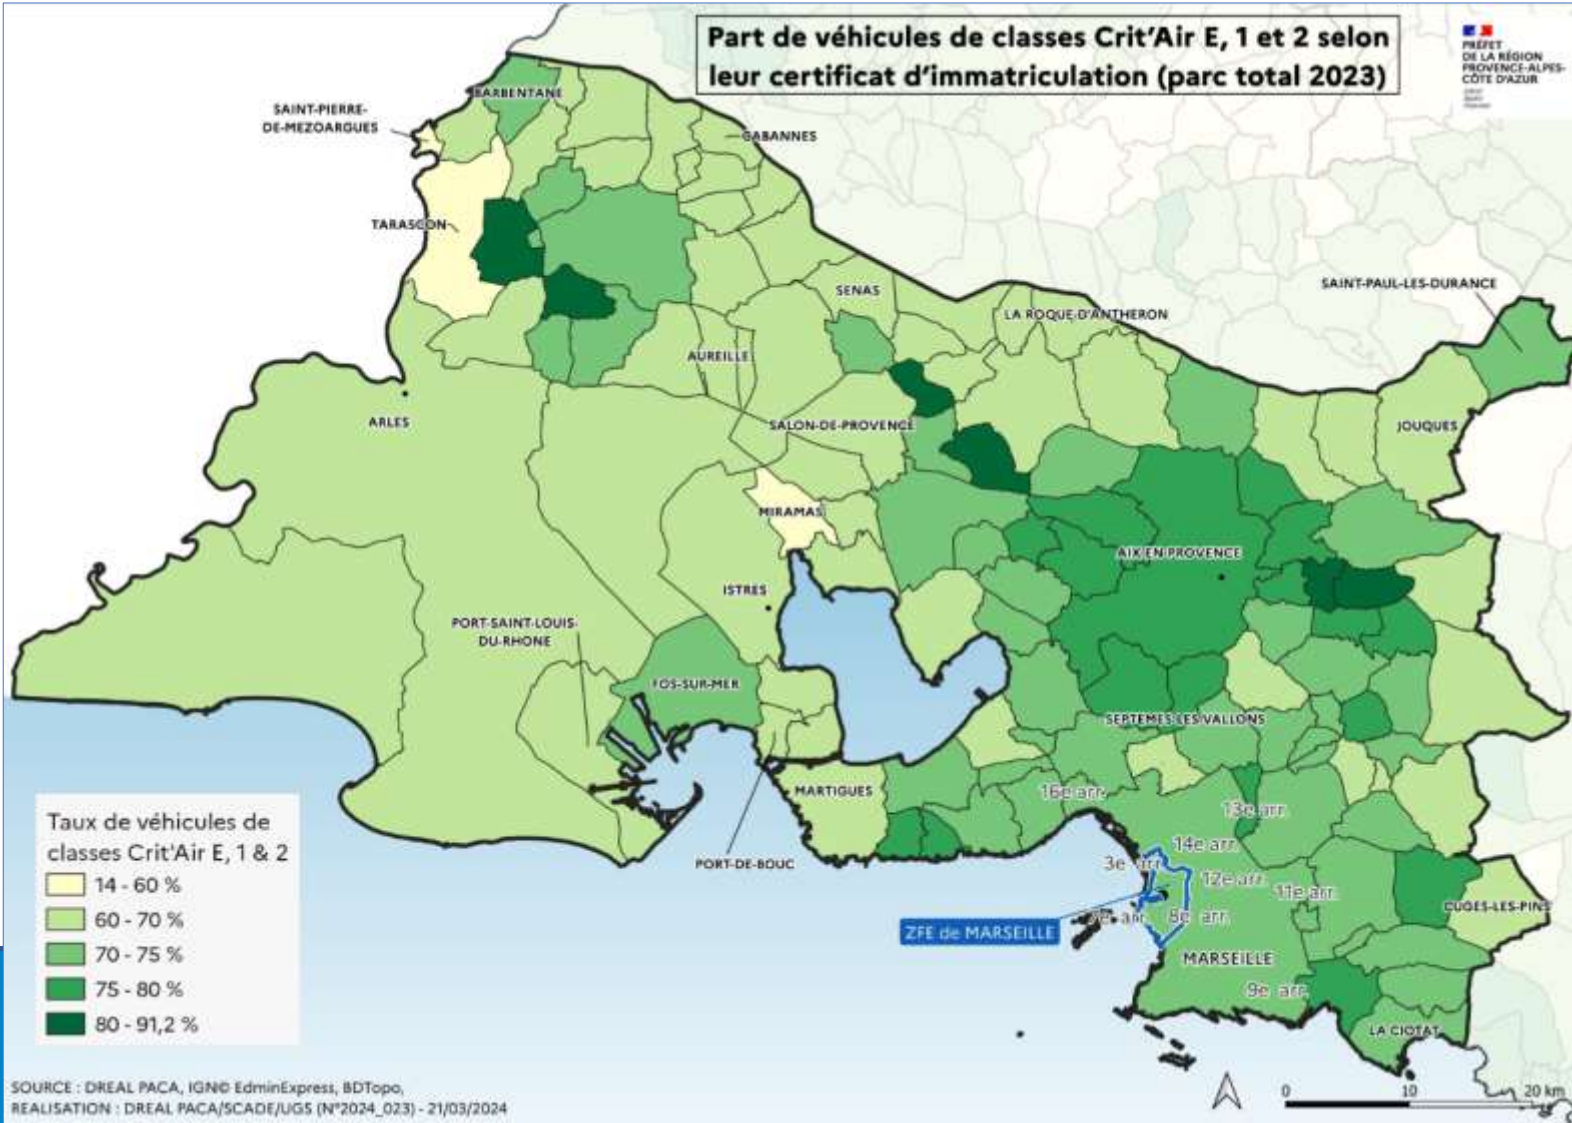 Part de véhicules de classes Crit'Air E, 1 et 2 selon
leur certificat d'immatriculation (parc total 2023)
PRÉFET
DE LA RÉGION
PROVENCE-ALPES-
CÔTE D'AZUR
BARBENTANE
SAINT-PIERRE-
DE-MEZOARGUES
CABANNES
TARASCON
SENAS
SAINT-PAUL-LES-DURANCE
LA ROQUE-D'ANTHERON
AUREILLE
ARLES
SALON-DE-PROVENCE
JOUQUES
MIRAMAS
AIX-EN-PROVENCE
ISTRES
PORT-SAINT-LOUIS-
DU-RHONE
FOS-SUR-MER
SEPTEMES-LES-VALLONS
MARTIGUES
16e arr.
13e arr.
14e arr.
3e arr.
12e arr.
11e arr.
PORT-DE-BOUC
CUGES-LES-PINS
7e arr.
8e arr.
ZFE de MARSEILLE
MARSEILLE
9e arr.
LA CIOTAT
Taux de véhicules de
classes Crit'Air E, 1 & 2
14 - 60 %
60 - 70 %
70 - 75 %
75 - 80 %
80 - 91,2 %
SOURCE : DREAL PACA, IGN© EdminExpress, BDTopo,
REALISATION : DREAL PACA/SCADE/UGS (N°2024_023) - 21/03/2024
0 10 20 km